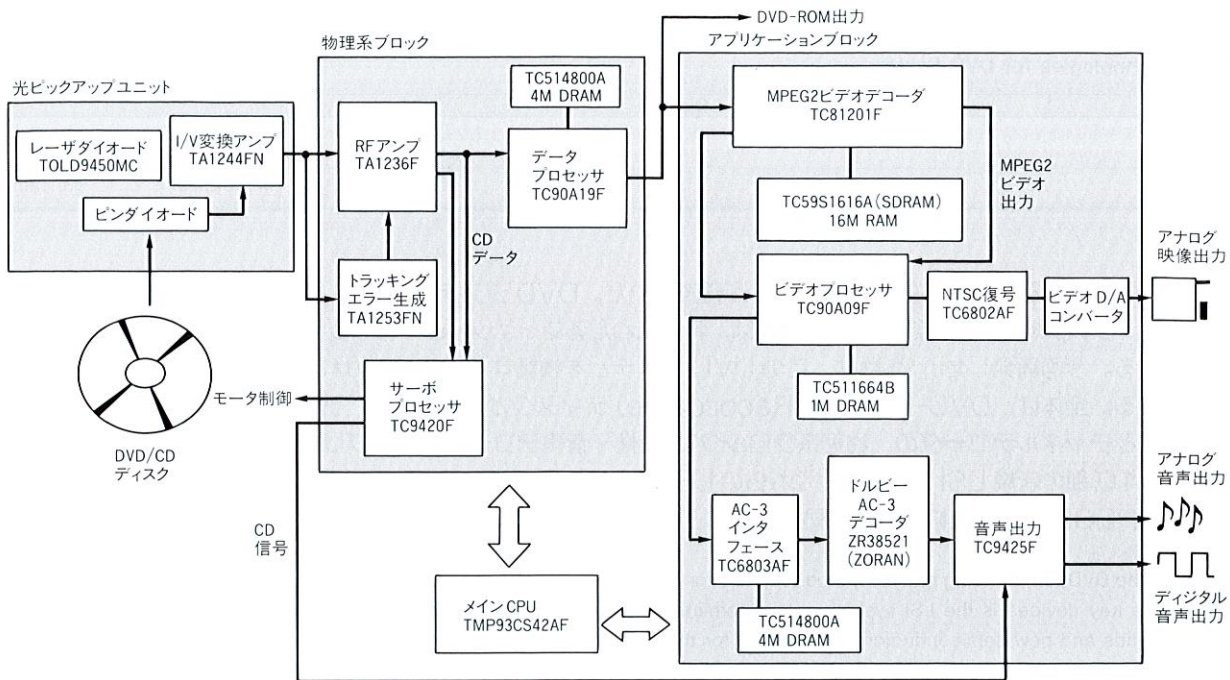 DVD-ROM出力
物理系ブロック
アプリケーションブロック
光ピックアップユニット
レーザダイオード
TOLD9450MC
I/V変換アンプ
TA1244FN
ピンダイオード
DVD/CD
ディスク
TC514800A
4M DRAM
RFアンプ
TA1236F
データ
プロセッサ
TC90A19F
CD
データ
トラッキング
エラー生成
TA1253FN
サーボ
プロセッサ
TC9420F
モータ制御
CD
信号
メインCPU
TMP93CS42AF
MPEG2ビデオデコーダ
TC81201F
TC59S1616A(SDRAM)
16M RAM
MPEG2
ビデオ
出力
ビデオプロセッサ
TC90A09F
NTSC復号
TC6802AF
ビデオD/A
コンバータ
アナログ
映像出力
TC511664B
1M DRAM
AC-3
インタ
フェース
TC6803AF
ドルビー
AC-3
デコーダ
ZR38521
(ZORAN)
音声出力
TC9425F
アナログ
音声出力
ディジタル
音声出力
TC514800A
4M DRAM